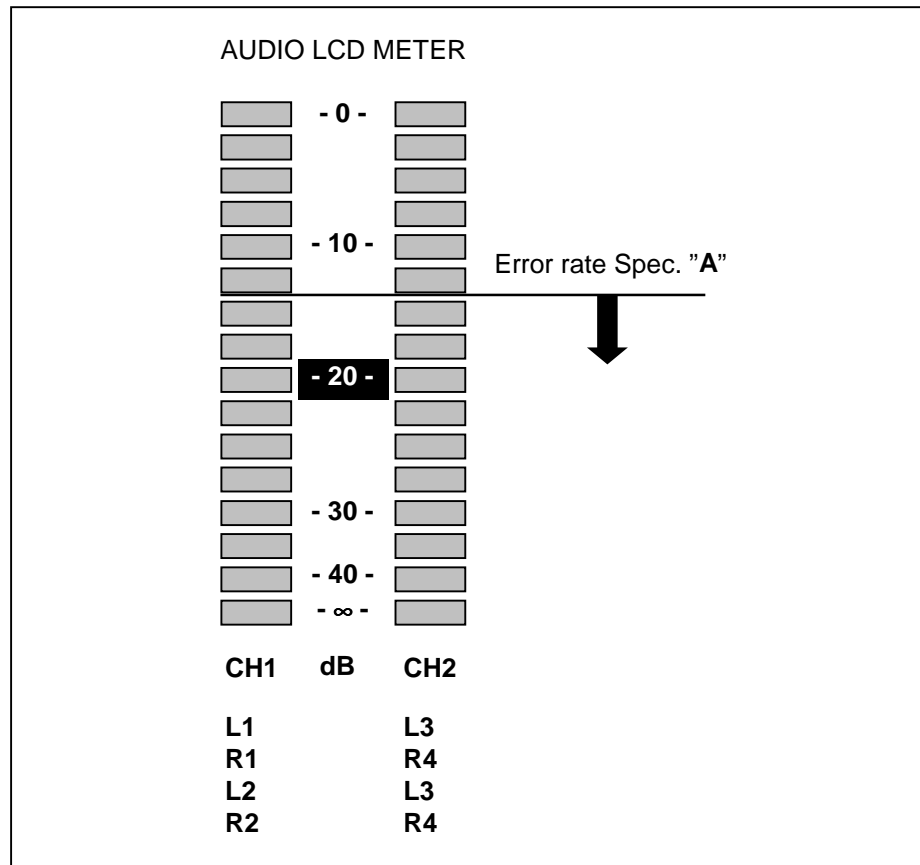 AUDIO LCD METER
- 0 -
- 10 -
Error rate Spec. ”A”
- 20 -
- 30 -
- 40 -
- ∞ -
CH1 dB CH2
L1 L3
R1 R4
L2 L3
R2 R4